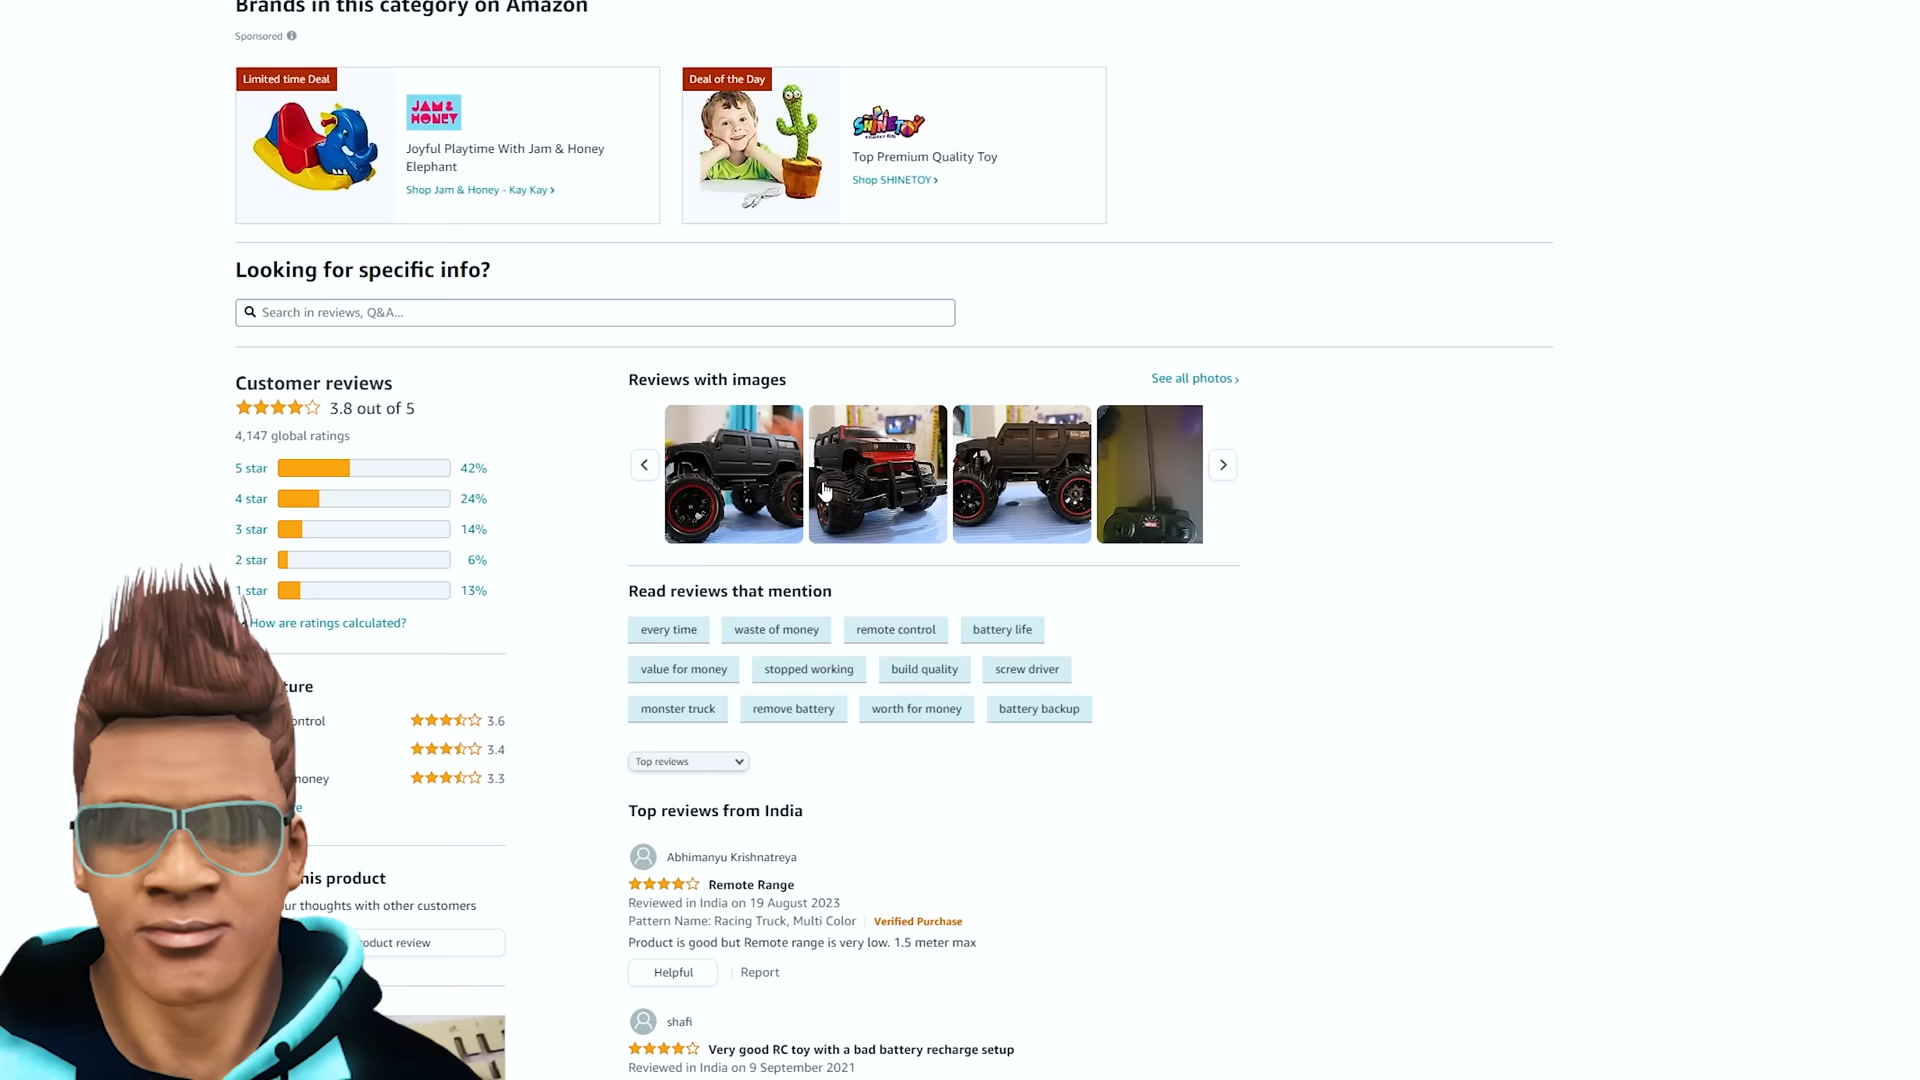 Brands in this category on Amazon
Sponsored
Limited time Deal
JAM &
HONEY
Joyful Playtime With Jam & Honey
Elephant
Shop Jam & Honey - Kay Kay ›
Deal of the Day
SHINETOY
Top Premium Quality Toy
Shop SHINETOY ›
Looking for specific info?
Search in reviews, Q&A...
Customer reviews
3.8 out of 5
4,147 global ratings
5 star 42%
4 star 24%
3 star 14%
2 star 6%
1 star 13%
How are ratings calculated?
ture
ontrol 3.6
3.4
noney 3.3
re
his product
ur thoughts with other customers
oduct review
Reviews with images
See all photos ›
Read reviews that mention
every time waste of money remote control battery life
value for money stopped working build quality screw driver
monster truck remove battery worth for money battery backup
Top reviews
Top reviews from India
Abhimanyu Krishnatreya
Remote Range
Reviewed in India on 19 August 2023
Pattern Name: Racing Truck, Multi Color | Verified Purchase
Product is good but Remote range is very low. 1.5 meter max
Helpful | Report
shafi
Very good RC toy with a bad battery recharge setup
Reviewed in India on 9 September 2021